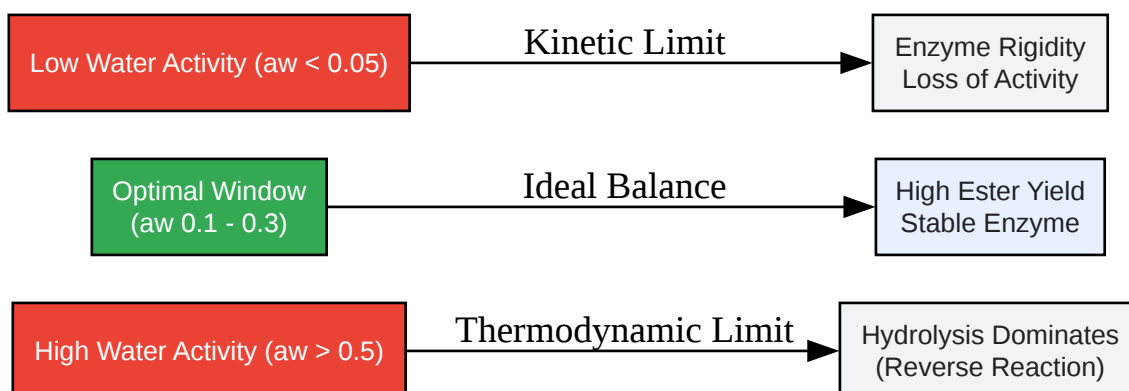 Low Water Activity (aw < 0.05)
Kinetic Limit
Enzyme Rigidity
Loss of Activity
Optimal Window
(aw 0.1 - 0.3)
Ideal Balance
High Ester Yield
Stable Enzyme
High Water Activity (aw > 0.5)
Thermodynamic Limit
Hydrolysis Dominates
(Reverse Reaction)